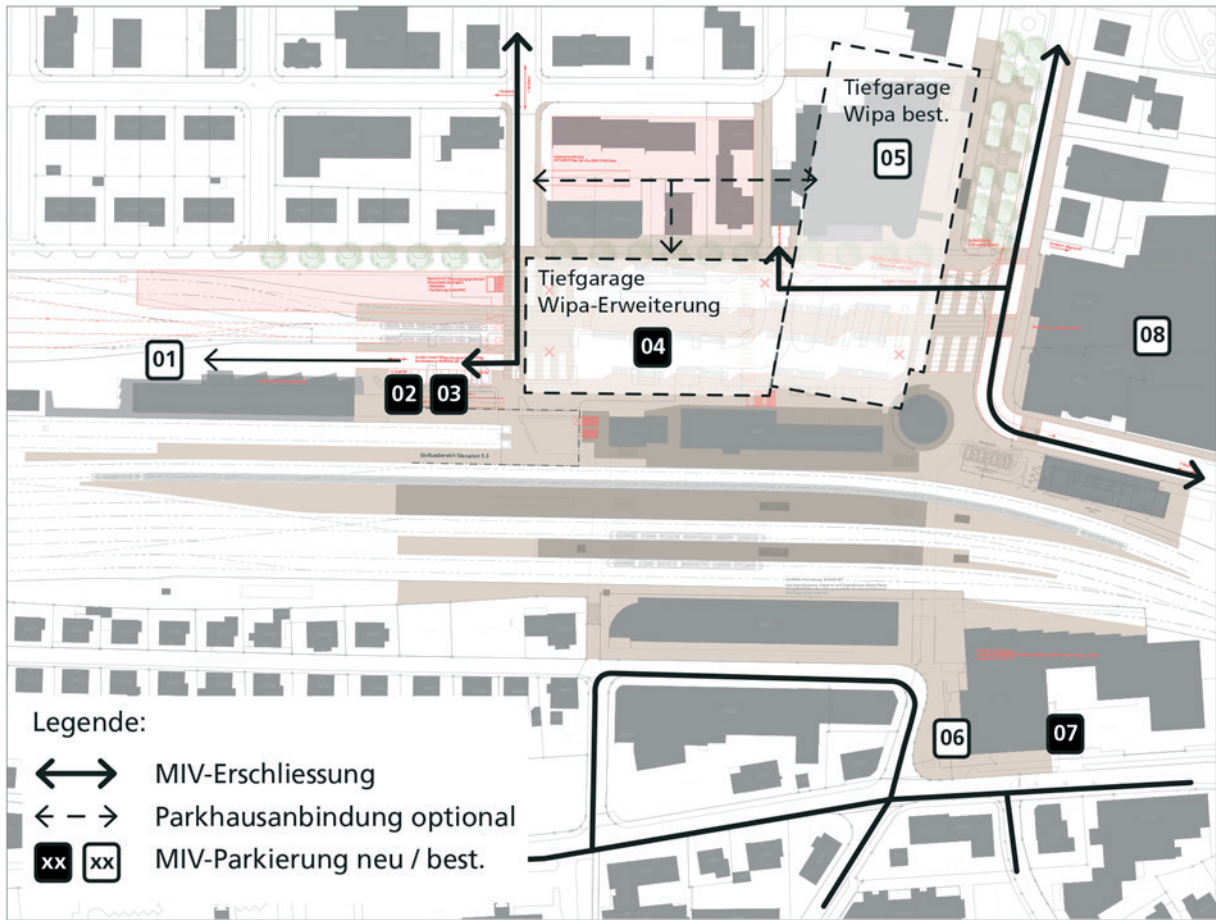 Tiefgarage
Wipa best.
05
Tiefgarage
Wipa-Erweiterung
04
08
01
02
03
Einflussbereich
06
07
Legende:
MIV-Erschliessung
Parkhausanbindung optional
xx xx MIV-Parkierung neu / best.